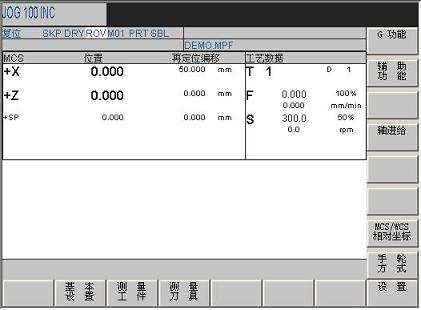 JOG 100 INC
复位 SKP DRY ROV M01 PRT SBL
DEMO.MPF
MCS 位置 再定位偏移 工艺数据
+X 0.000 50.000 mm T 1 D 1
+Z 0.000 0.000 mm F 0.000 100%
0.000 mm/min
+SP 0.000 0.000 mm S 300.0 50%
0.0 rpm
G 功能
辅 助
功 能
轴进给
MCS/WCS
相对坐标
手 轮
方 式
基 本
设 置
测 量
工 件
测 量
刀 具
设 置